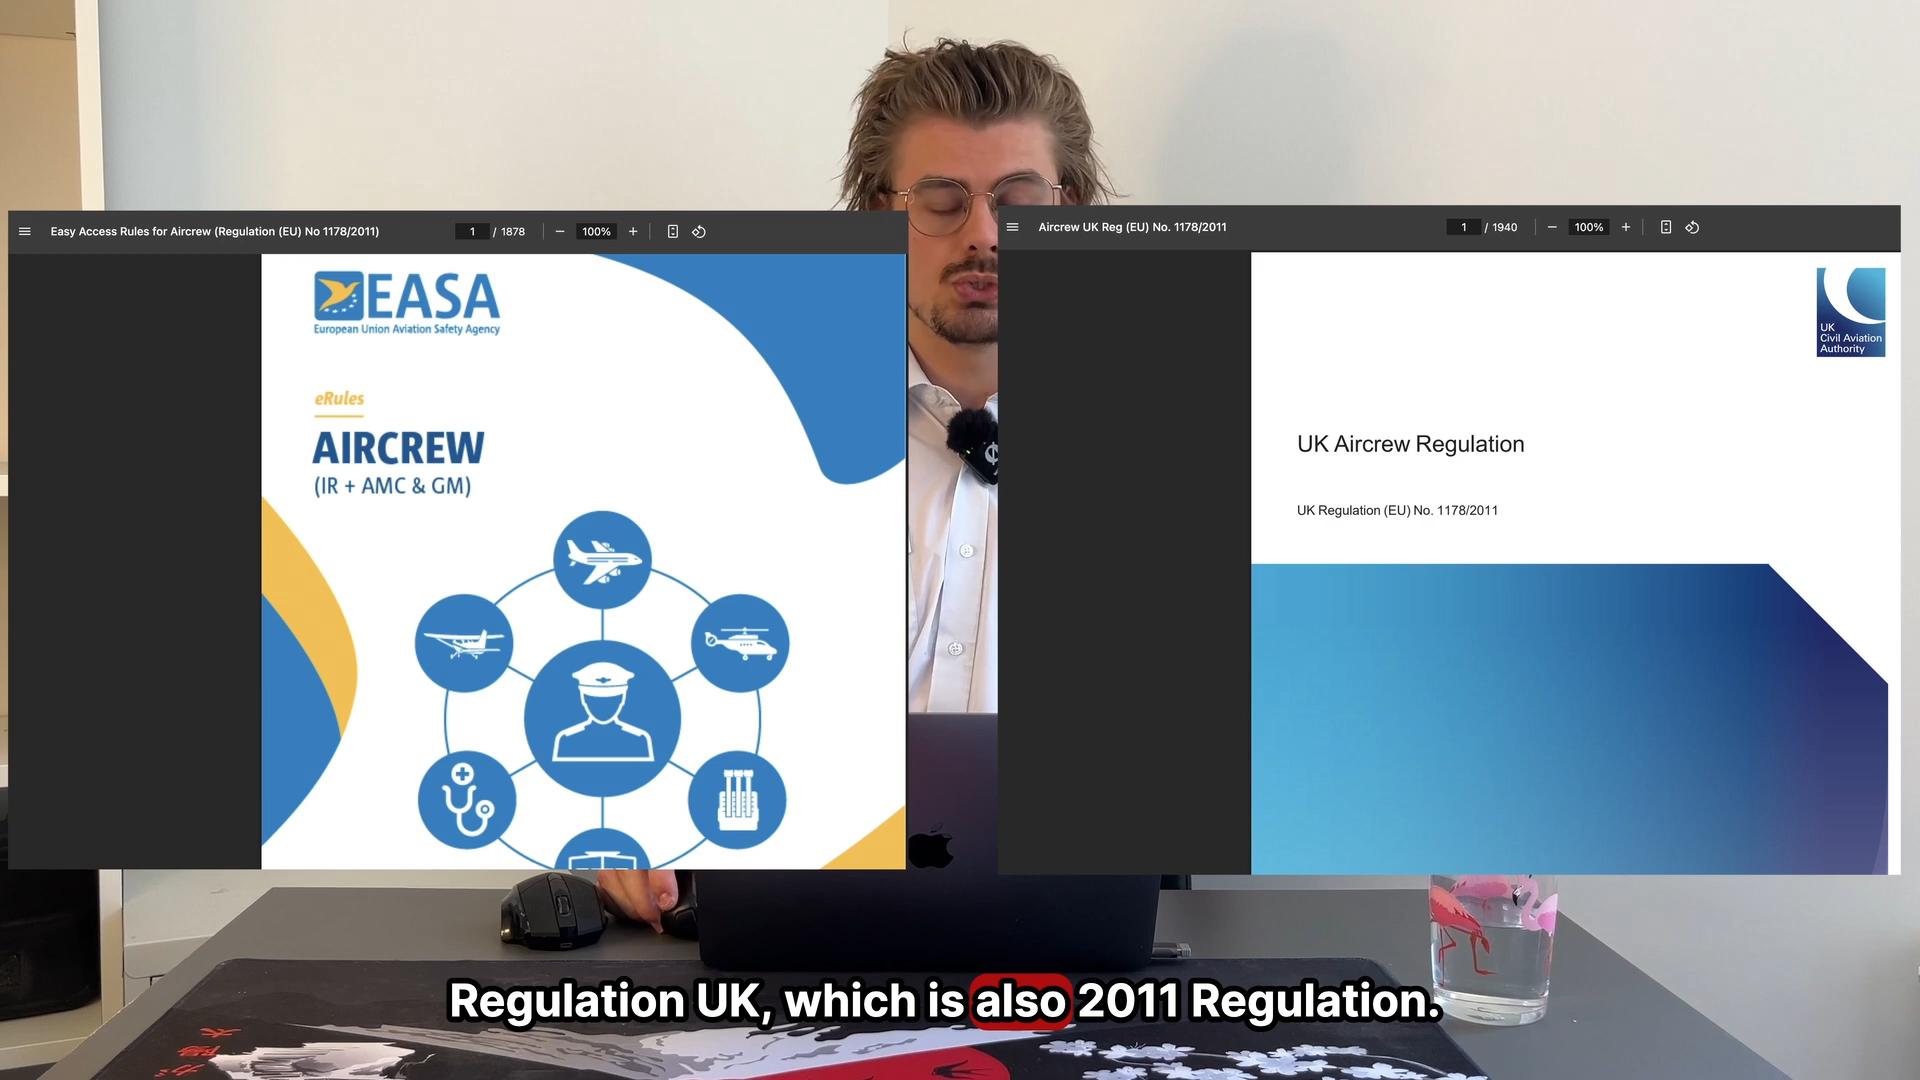 Easy Access Rules for Aircrew (Regulation (EU) No 1178/2011)
1 / 1878
100%
EASA
European Union Aviation Safety Agency
eRules
AIRCREW
(IR + AMC & GM)
Aircrew UK Reg (EU) No. 1178/2011
1 / 1940
100%
UK
Civil Aviation
Authority
UK Aircrew Regulation
UK Regulation (EU) No. 1178/2011
Regulation UK, which is also 2011 Regulation.